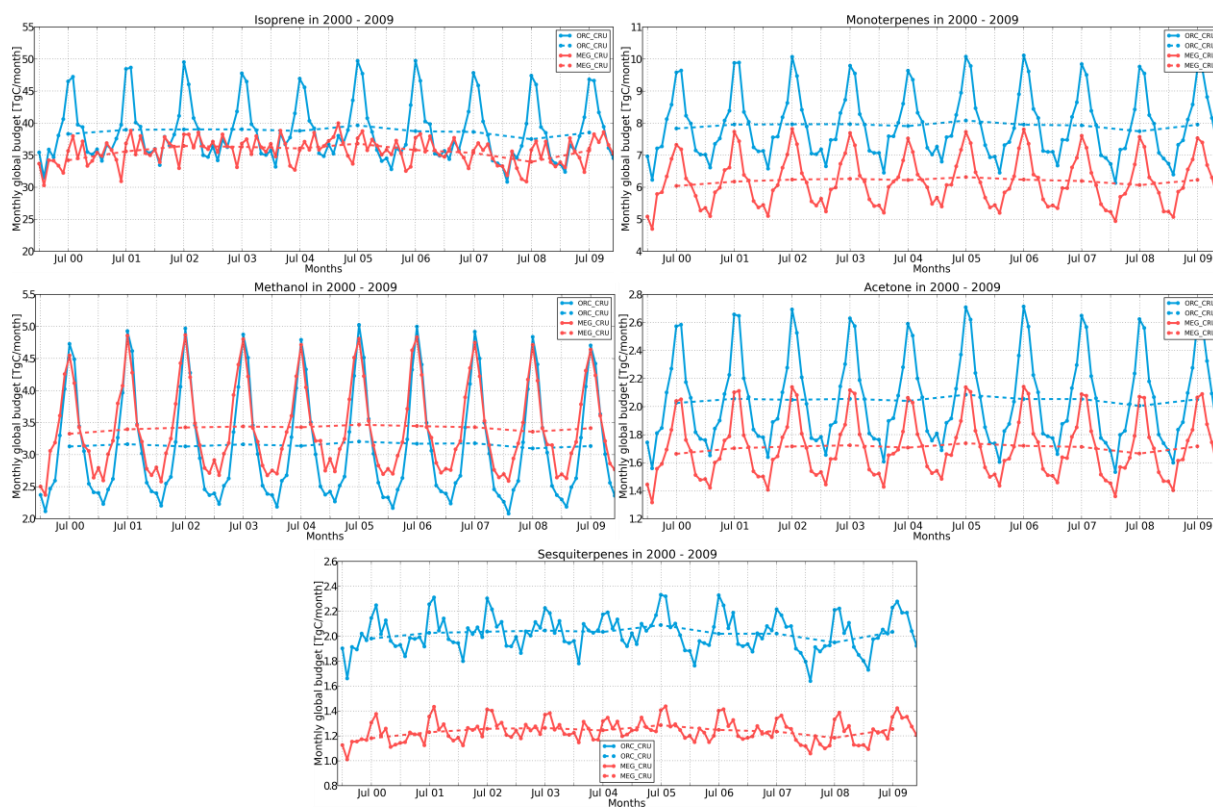 Isoprene in 2000 - 2009
Monthly global budget [TgC/month]
55
50
45
40
35
30
25
20
ORC_CRU
ORC_CRU
MEG_CRU
MEG_CRU
Jul 00 Jul 01 Jul 02 Jul 03 Jul 04 Jul 05 Jul 06 Jul 07 Jul 08 Jul 09
Months
Monoterpenes in 2000 - 2009
Monthly global budget [TgC/month]
11
10
9
8
7
6
5
4
ORC_CRU
ORC_CRU
MEG_CRU
MEG_CRU
Jul 00 Jul 01 Jul 02 Jul 03 Jul 04 Jul 05 Jul 06 Jul 07 Jul 08 Jul 09
Months
Methanol in 2000 - 2009
Monthly global budget [TgC/month]
5.5
5.0
4.5
4.0
3.5
3.0
2.5
2.0
ORC_CRU
ORC_CRU
MEG_CRU
MEG_CRU
Jul 00 Jul 01 Jul 02 Jul 03 Jul 04 Jul 05 Jul 06 Jul 07 Jul 08 Jul 09
Months
Acetone in 2000 - 2009
Monthly global budget [TgC/month]
2.8
2.6
2.4
2.2
2.0
1.8
1.6
1.4
1.2
ORC_CRU
ORC_CRU
MEG_CRU
MEG_CRU
Jul 00 Jul 01 Jul 02 Jul 03 Jul 04 Jul 05 Jul 06 Jul 07 Jul 08 Jul 09
Months
Sesquiterpenes in 2000 - 2009
Monthly global budget [TgC/month]
2.6
2.4
2.2
2.0
1.8
1.6
1.4
1.2
1.0
0.8
ORC_CRU
ORC_CRU
MEG_CRU
MEG_CRU
Jul 00 Jul 01 Jul 02 Jul 03 Jul 04 Jul 05 Jul 06 Jul 07 Jul 08 Jul 09
Months